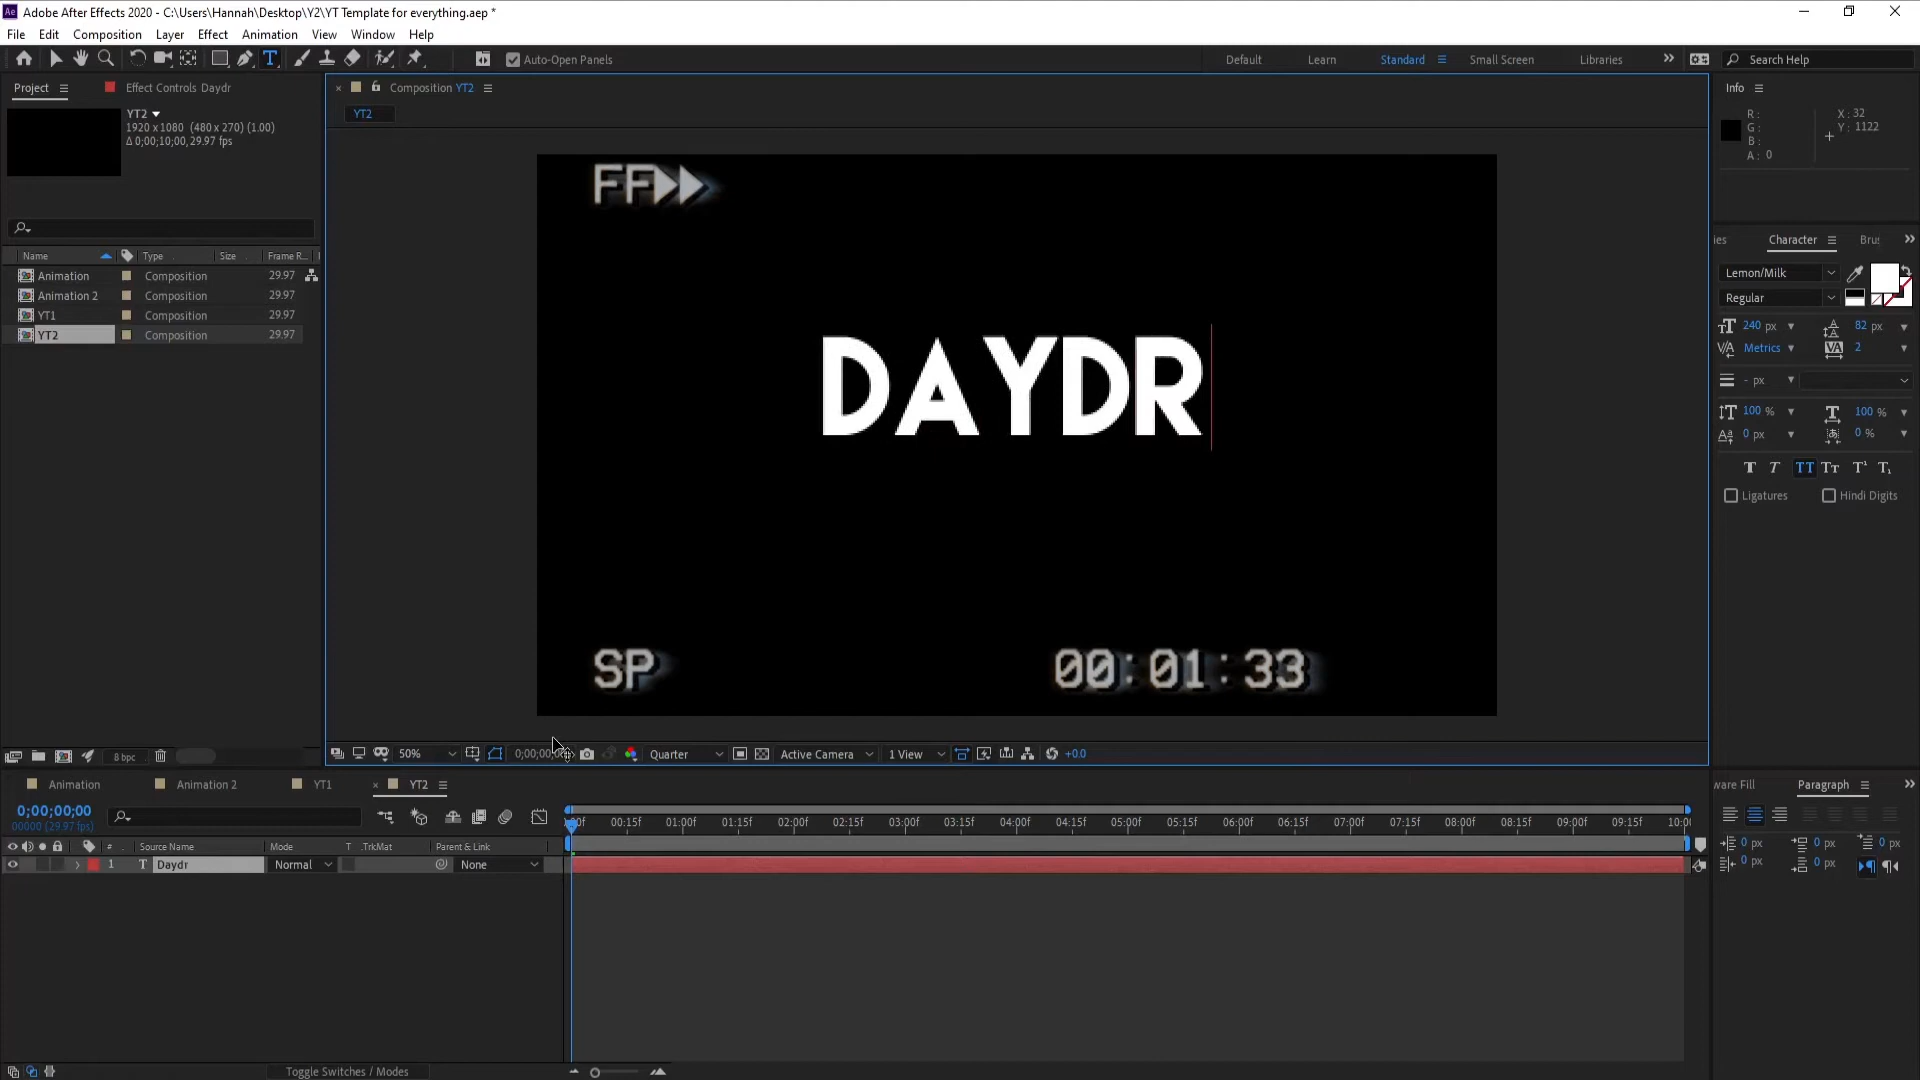 Adobe After Effects 2020 - C:\Users\Hannah\Desktop\Y2\YT Template for everything.aep *
File Edit Composition Layer Effect Animation View Window Help
Auto-Open Panels Default Learn Standard Small Screen Libraries Search Help
Project Effect Controls Daydr
Composition YT2
Info
YT2
1920 x 1080 (480 x 270) (1.00)
Δ 0;00;10;00, 29.97 fps
YT2
R :
G :
B :
A : 0
X : 32
Y : 1122
Name Type Size Frame R...
Animation Composition 29.97
Animation 2 Composition 29.97
YT1 Composition 29.97
YT2 Composition 29.97
FF
DAYDR
SP 00:01:33
Character Bru
Lemon/Milk
Regular
240 px 82 px
Metrics 2
- px
100 % 100 %
0 px 0 %
Ligatures Hindi Digits
8 bpc
50% Quarter Active Camera 1 View +0.0
Animation Animation 2 YT1 YT2
0;00;00;00
00000 (29.97 fps)
00:15f 01:00f 01:15f 02:00f 02:15f 03:00f 03:15f 04:00f 04:15f 05:00f 05:15f 06:00f 06:15f 07:00f 07:15f 08:00f 08:15f 09:00f 09:15f
# Source Name Mode T .TrkMat Parent & Link
1 T Daydr Normal None
Toggle Switches / Modes
ware Fill Paragraph
0 px 0 px 0 px
0 px 0 px